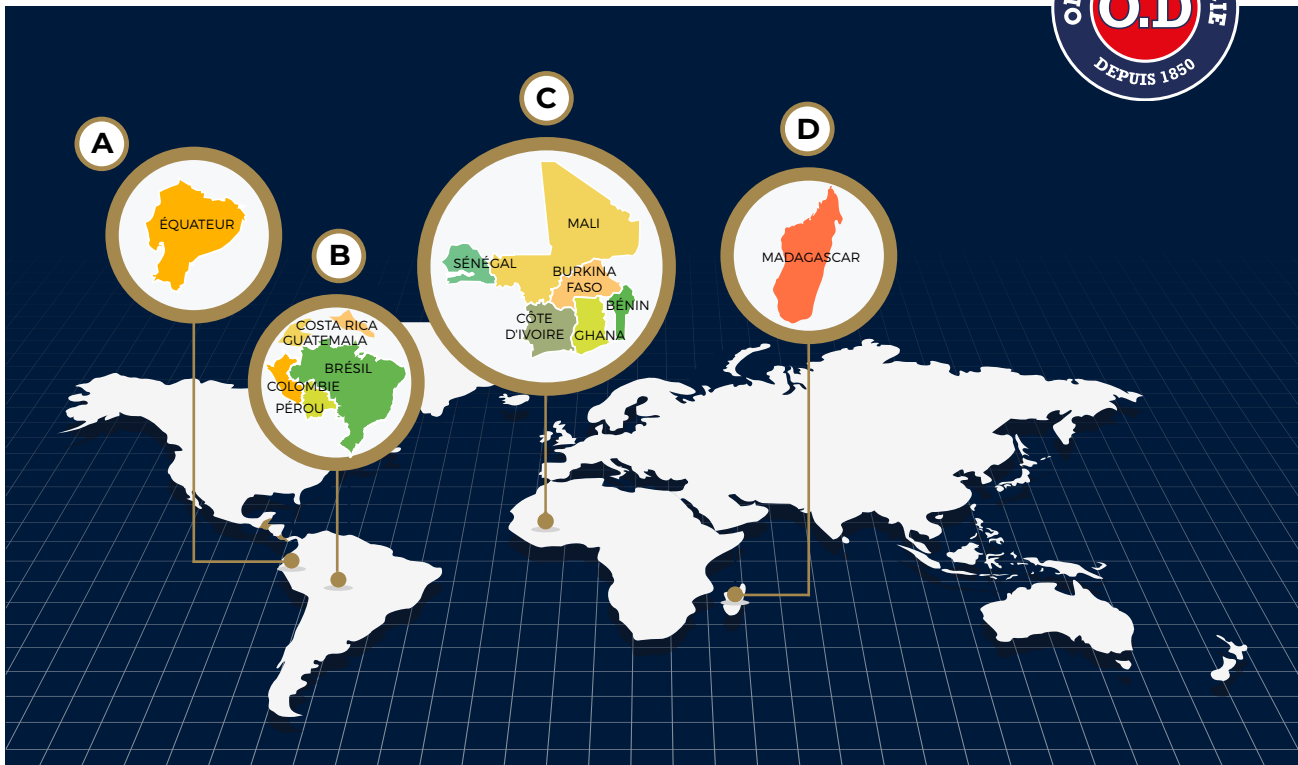 O.D
DEPUIS 1850
A
ÉQUATEUR
B
COSTA RICA
GUATEMALA
BRÉSIL
COLOMBIE
PÉROU
C
MALI
SÉNÉGAL
BURKINA
FASO
BÉNIN
CÔTE
D'IVOIRE
GHANA
D
MADAGASCAR